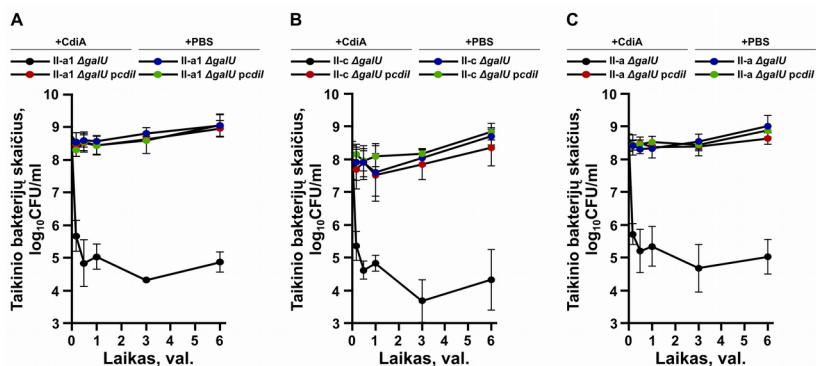 A
+CdiA +PBS
II-a1 ΔgalU II-a1 ΔgalU
II-a1 ΔgalU pcdiI II-a1 ΔgalU pcdiI
Taikinio bakterijų skaičius,
log10CFU/ml
10
9
8
7
6
5
4
3
0 1 2 3 4 5 6
Laikas, val.
B
+CdiA +PBS
II-c ΔgalU II-c ΔgalU
II-c ΔgalU pcdiI II-c ΔgalU pcdiI
Taikinio bakterijų skaičius,
log10CFU/ml
10
9
8
7
6
5
4
3
0 1 2 3 4 5 6
Laikas, val.
C
+CdiA +PBS
II-a ΔgalU II-a ΔgalU
II-a ΔgalU pcdiI II-a ΔgalU pcdiI
Taikinio bakterijų skaičius,
log10CFU/ml
10
9
8
7
6
5
4
3
0 1 2 3 4 5 6
Laikas, val.